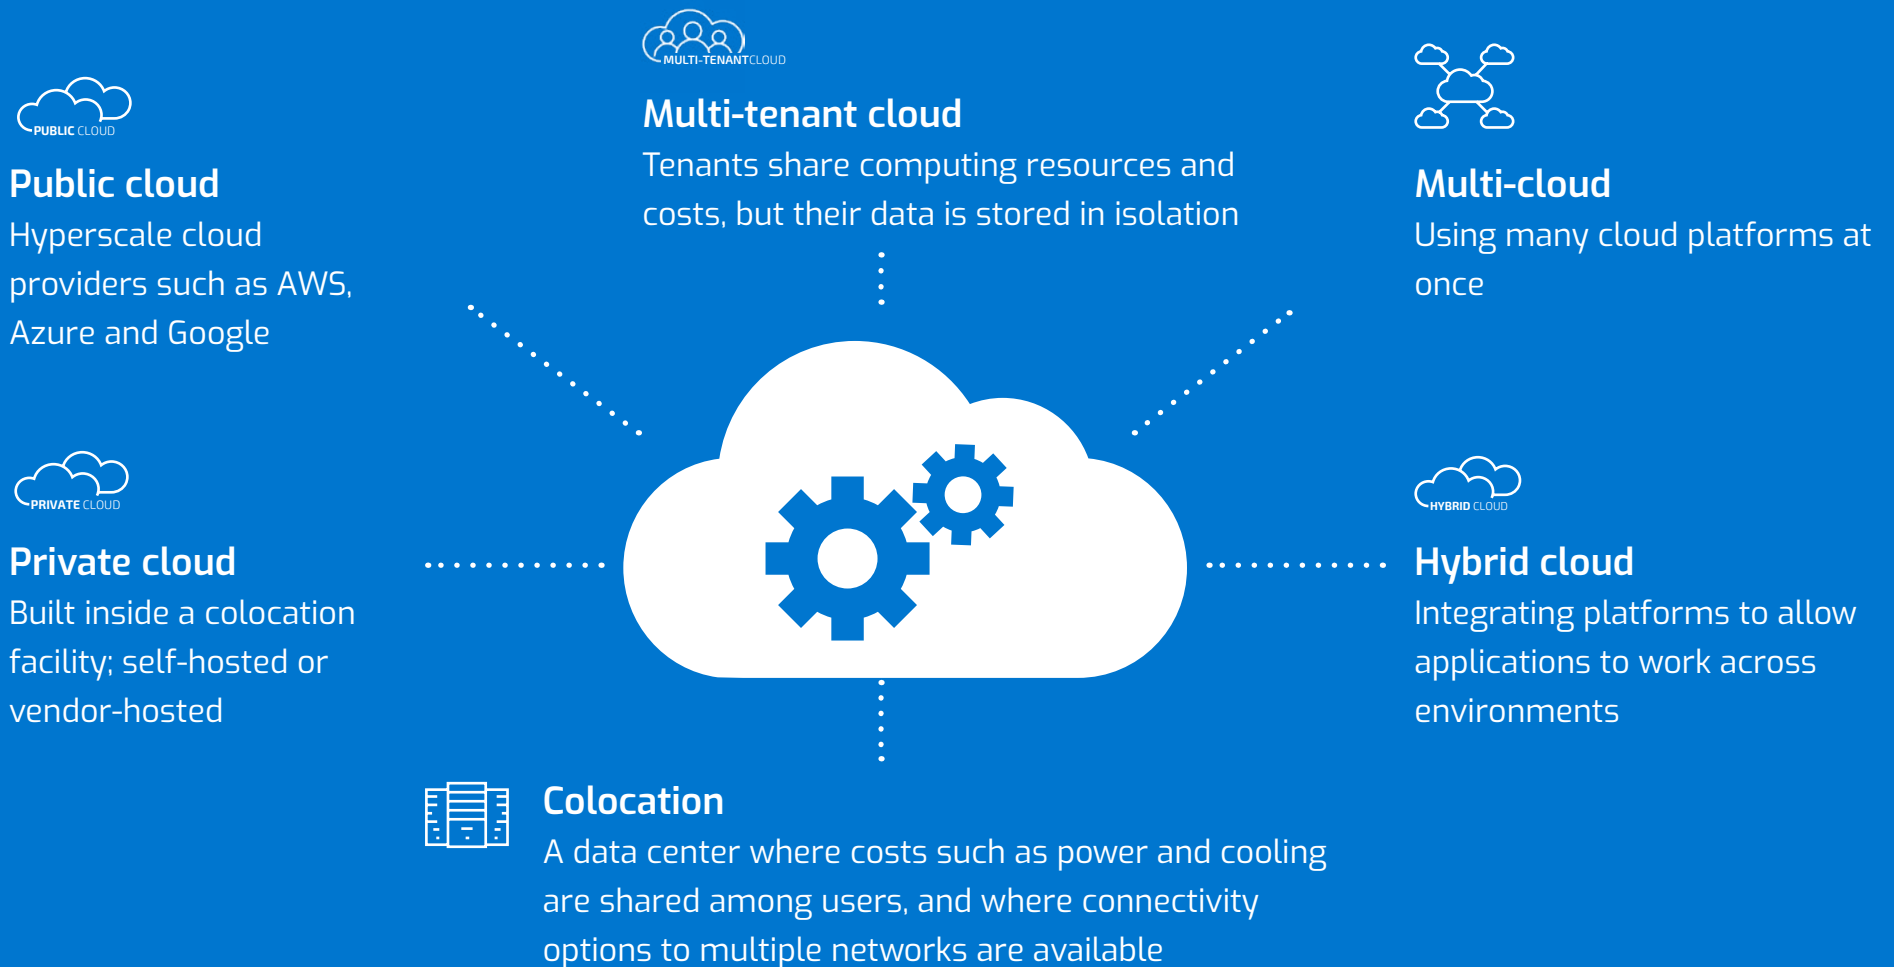 MULTI-TENANTCLOUD
Multi-tenant cloud
Tenants share computing resources and
costs, but their data is stored in isolation
PUBLIC CLOUD
Public cloud
Hyperscale cloud
providers such as AWS,
Azure and Google
Multi-cloud
Using many cloud platforms at
once
PRIVATE CLOUD
Private cloud
Built inside a colocation
facility; self-hosted or
vendor-hosted
HYBRID CLOUD
Hybrid cloud
Integrating platforms to allow
applications to work across
environments
Colocation
A data center where costs such as power and cooling
are shared among users, and where connectivity
options to multiple networks are available